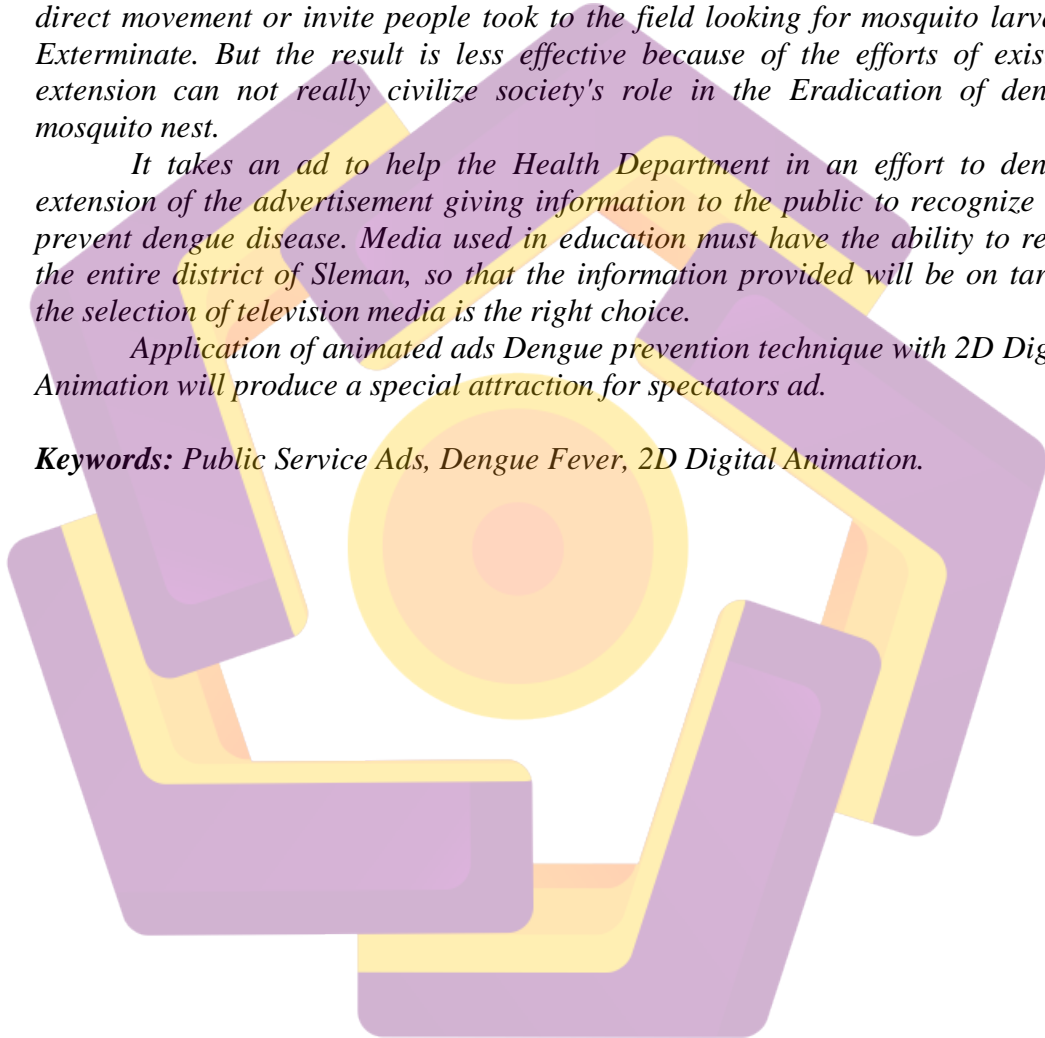 direct movement or invite people took to the field looking for mosquito larva
Exterminate. But the result is less effective because of the efforts of exist
extension can not really civilize society's role in the Eradication of den
mosquito nest.
It takes an ad to help the Health Department in an effort to den
extension of the advertisement giving information to the public to recognize
prevent dengue disease. Media used in education must have the ability to re
the entire district of Sleman, so that the information provided will be on tar
the selection of television media is the right choice.
Application of animated ads Dengue prevention technique with 2D Dig
Animation will produce a special attraction for spectators ad.
Keywords: Public Service Ads, Dengue Fever, 2D Digital Animation.